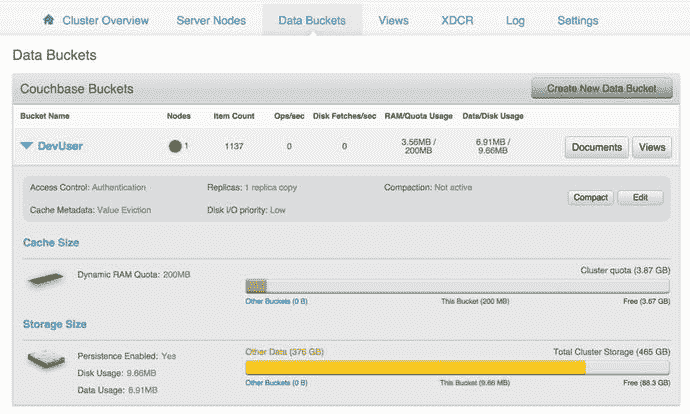 Cluster Overview Server Nodes Data Buckets Views XDCR Log Settings
Data Buckets
Couchbase Buckets Create New Data Bucket
Bucket Name Nodes Item Count Ops/sec Disk Fetches/sec RAM/Quota Usage Data/Disk Usage
DevUser 1 1137 0 0 3.56MB / 200MB 6.91MB / 9.66MB Documents Views
Access Control: Authentication Replicas: 1 replica copy Compaction: Not active Compact Edit
Cache Metadata: Value Eviction Disk I/O priority: Low
Cache Size
Cluster quota (3.87 GB)
Dynamic RAM Quota: 200MB
Other Buckets (0 B) This Bucket (200 MB) Free (3.67 GB)
Storage Size
Persistence Enabled: Yes Other Data (376 GB) Total Cluster Storage (465 GB)
Disk Usage: 9.66MB
Other Buckets (0 B) This Bucket (9.66 MB) Free (88.3 GB)
Data Usage: 6.91MB